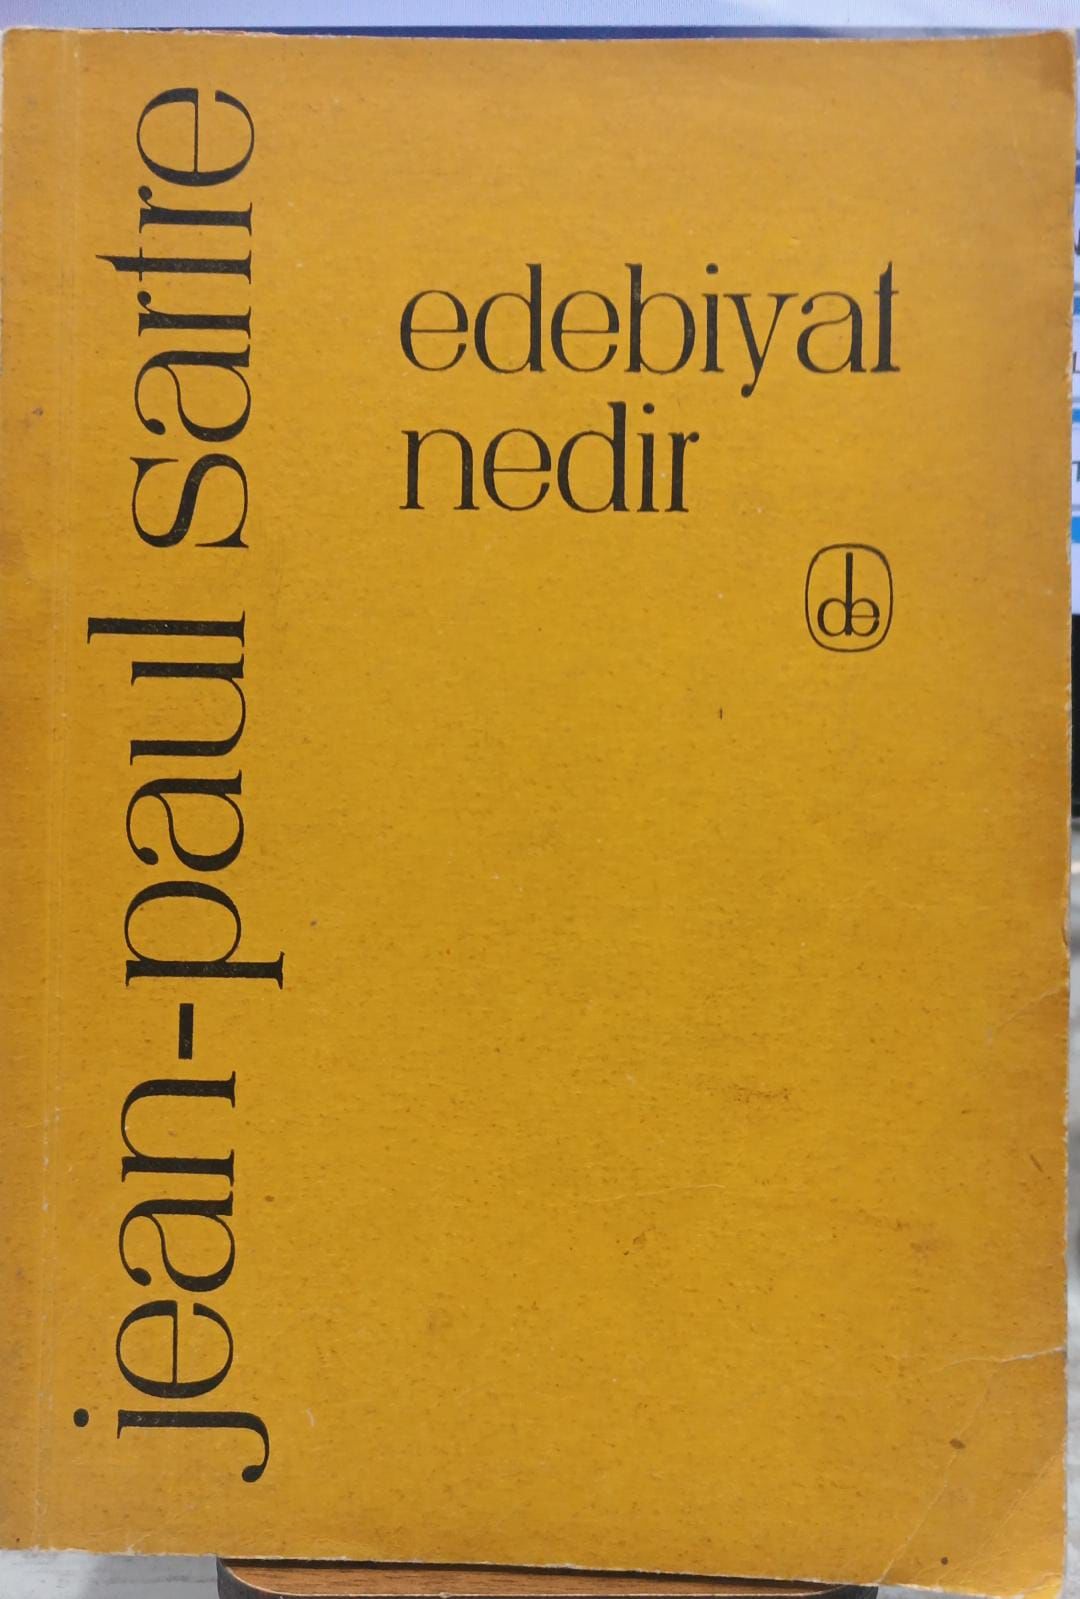 jean-paul sartre
edebiyat
nedir
de